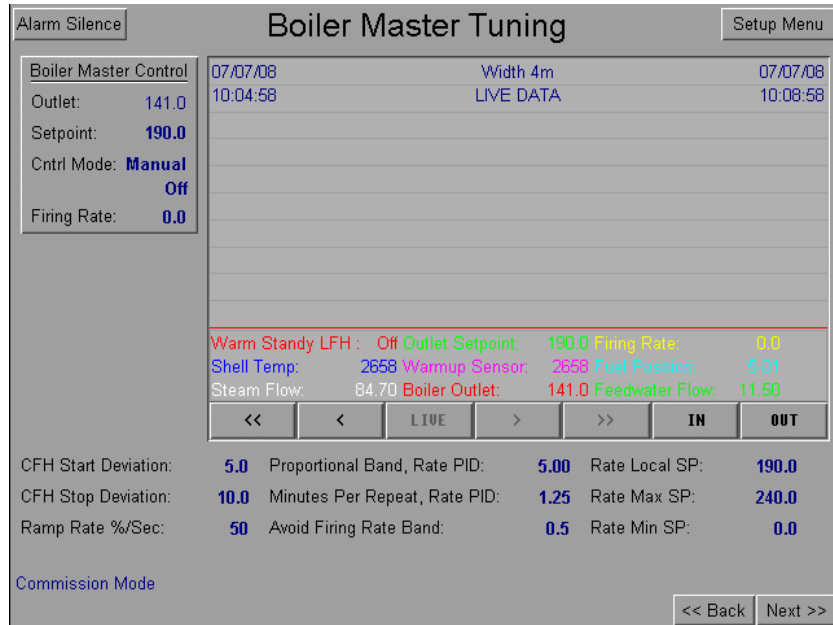 Alarm Silence
Boiler Master Tuning
Setup Menu
Boiler Master Control
Outlet: 141.0
Setpoint: 190.0
Cntrl Mode: Manual
Off
Firing Rate: 0.0
07/07/08 Width 4m 07/07/08
10:04:58 LIVE DATA 10:08:58
Warm Standy LFH : Off Outlet Setpoint: 190.0 Firing Rate: 0.0
Shell Temp: 2658 Warmup Sensor: 2658 Fuel Position: 5.01
Steam Flow: 84.70 Boiler Outlet: 141.0 Feedwater Flow: 11.50
<< < LIVE > >> IN OUT
CFH Start Deviation: 5.0 Proportional Band, Rate PID: 5.00 Rate Local SP: 190.0
CFH Stop Deviation: 10.0 Minutes Per Repeat, Rate PID: 1.25 Rate Max SP: 240.0
Ramp Rate %/Sec: 50 Avoid Firing Rate Band: 0.5 Rate Min SP: 0.0
Commission Mode
<< Back Next >>